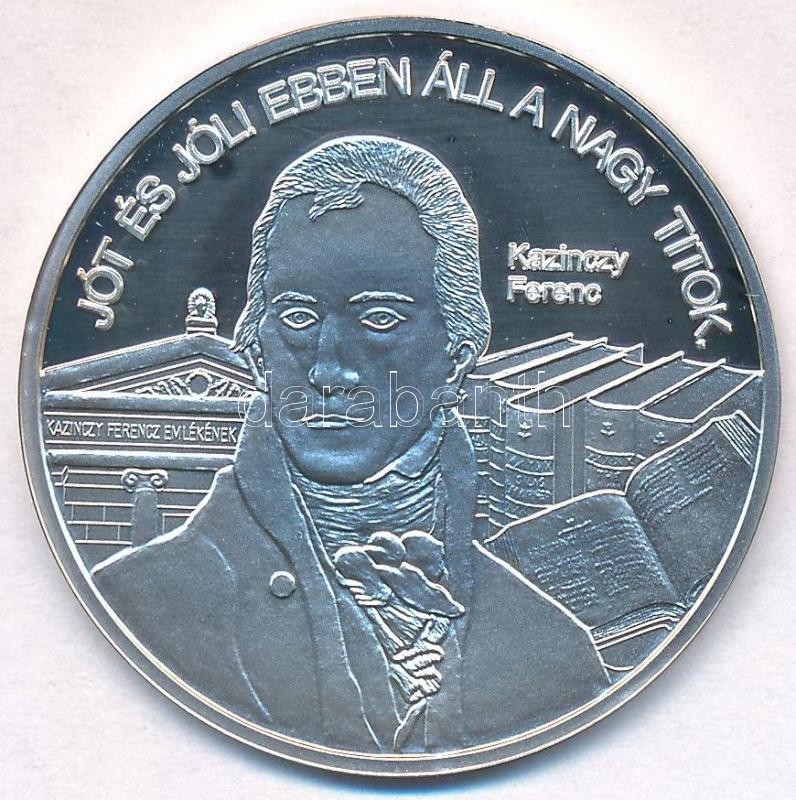 JÓT ÉS JÓL! EBBEN ÁLL A NAGY TITOK.
Kazinczy
Ferenc
KAZINCZY FERENCZ EMLÉKÉNEK
darabanth